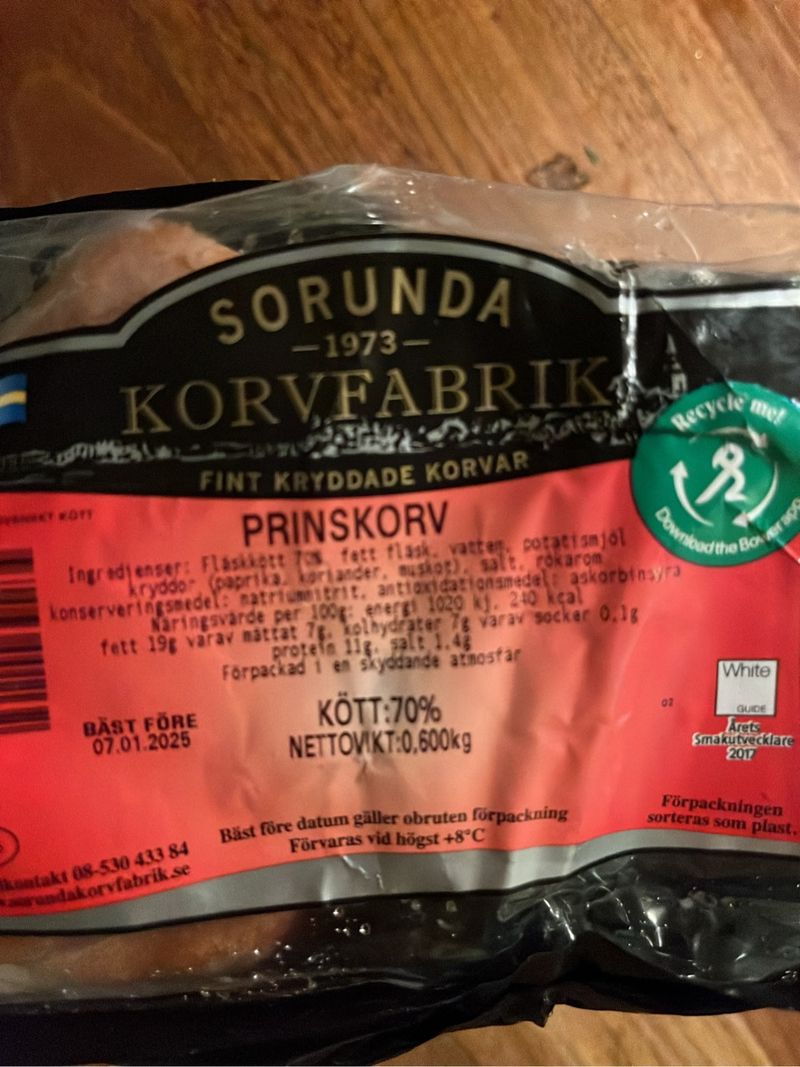 SORUNDA
—1973—
KORVFABRIK
FINT KRYDDADE KORVAR
Recycle me!
Download the Bower app
KÖTT
PRINSKORV
Ingredienser: Fläskkött 70%, fett fläsk, vatten, potatismjöl
kryddor (paprika, koriander, muskot), salt, rökarom
konserveringsmedel: natriumnitrit, antioxidationsmedel: askorbinsyra
Näringsvärde per 100g: energi 1020 kj, 240 kcal
fett 19g varav mättat 7g, kolhydrater 7g varav socker 0,1g
protein 11g, salt 1.4g
Förpackad i en skyddande atmosfär
KÖTT:70%
NETTOVIKT:0,600kg
BÄST FÖRE
07.01.2025
02
White
GUIDE
Årets
Smakutvecklare
2017
Bäst före datum gäller obruten förpackning
Förvaras vid högst +8°C
Förpackningen
sorteras som plast.
kontakt 08-530 433 84
.sorundakorvfabrik.se